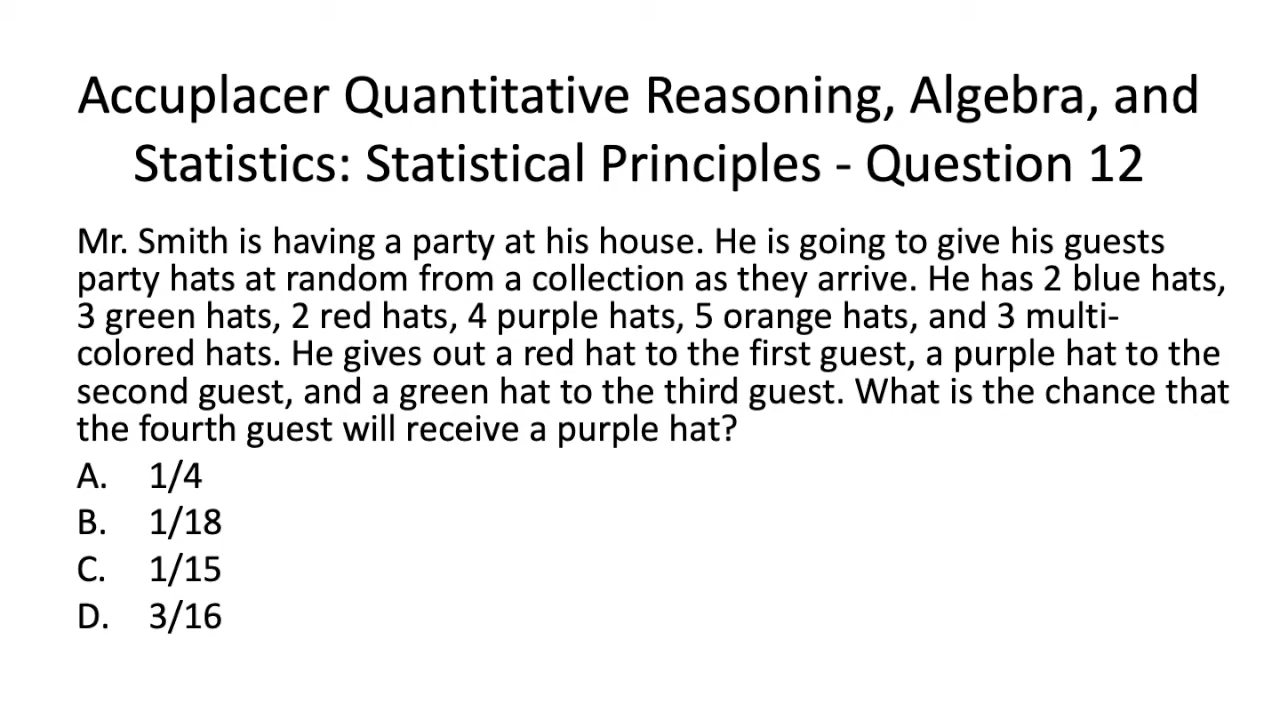 Accuplacer Quantitative Reasoning, Algebra, and
Statistics: Statistical Principles - Question 12
Mr. Smith is having a party at his house. He is going to give his guests
party hats at random from a collection as they arrive. He has 2 blue hats,
3 green hats, 2 red hats, 4 purple hats, 5 orange hats, and 3 multi-
colored hats. He gives out a red hat to the first guest, a purple hat to the
second guest, and a green hat to the third guest. What is the chance that
the fourth guest will receive a purple hat?
A. 1/4
B. 1/18
C. 1/15
D. 3/16